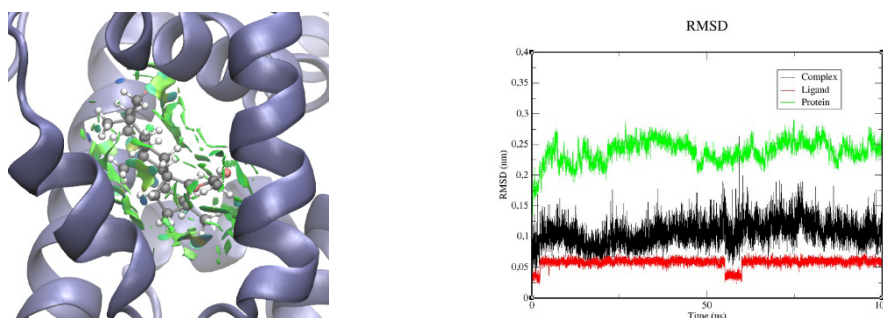 RMSD
0,4
0,35
0,3
0,25
0,2
0,15
0,1
0,05
0
RMSD (nm)
Complex
Ligand
Protein
0
50
10
Time (ns)